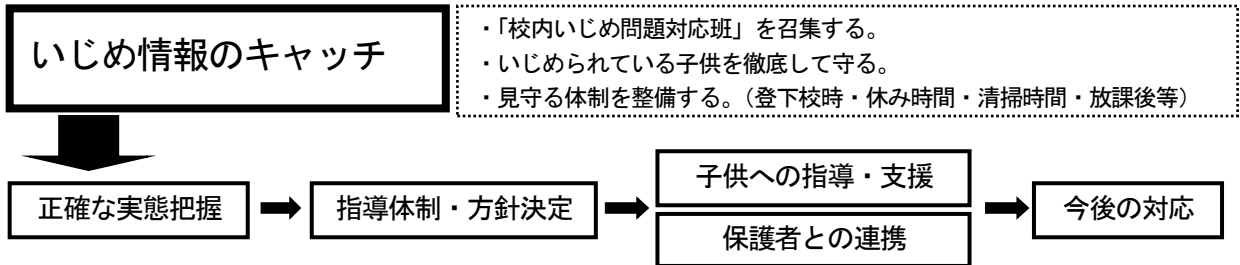 いじめ情報のキャッチ
・「校内いじめ問題対応班」を召集する。
・いじめられている子供を徹底して守る。
・見守る体制を整備する。（登下校時・休み時間・清掃時間・放課後等）
正確な実態把握
指導体制・方針決定
子供への指導・支援
保護者との連携
今後の対応